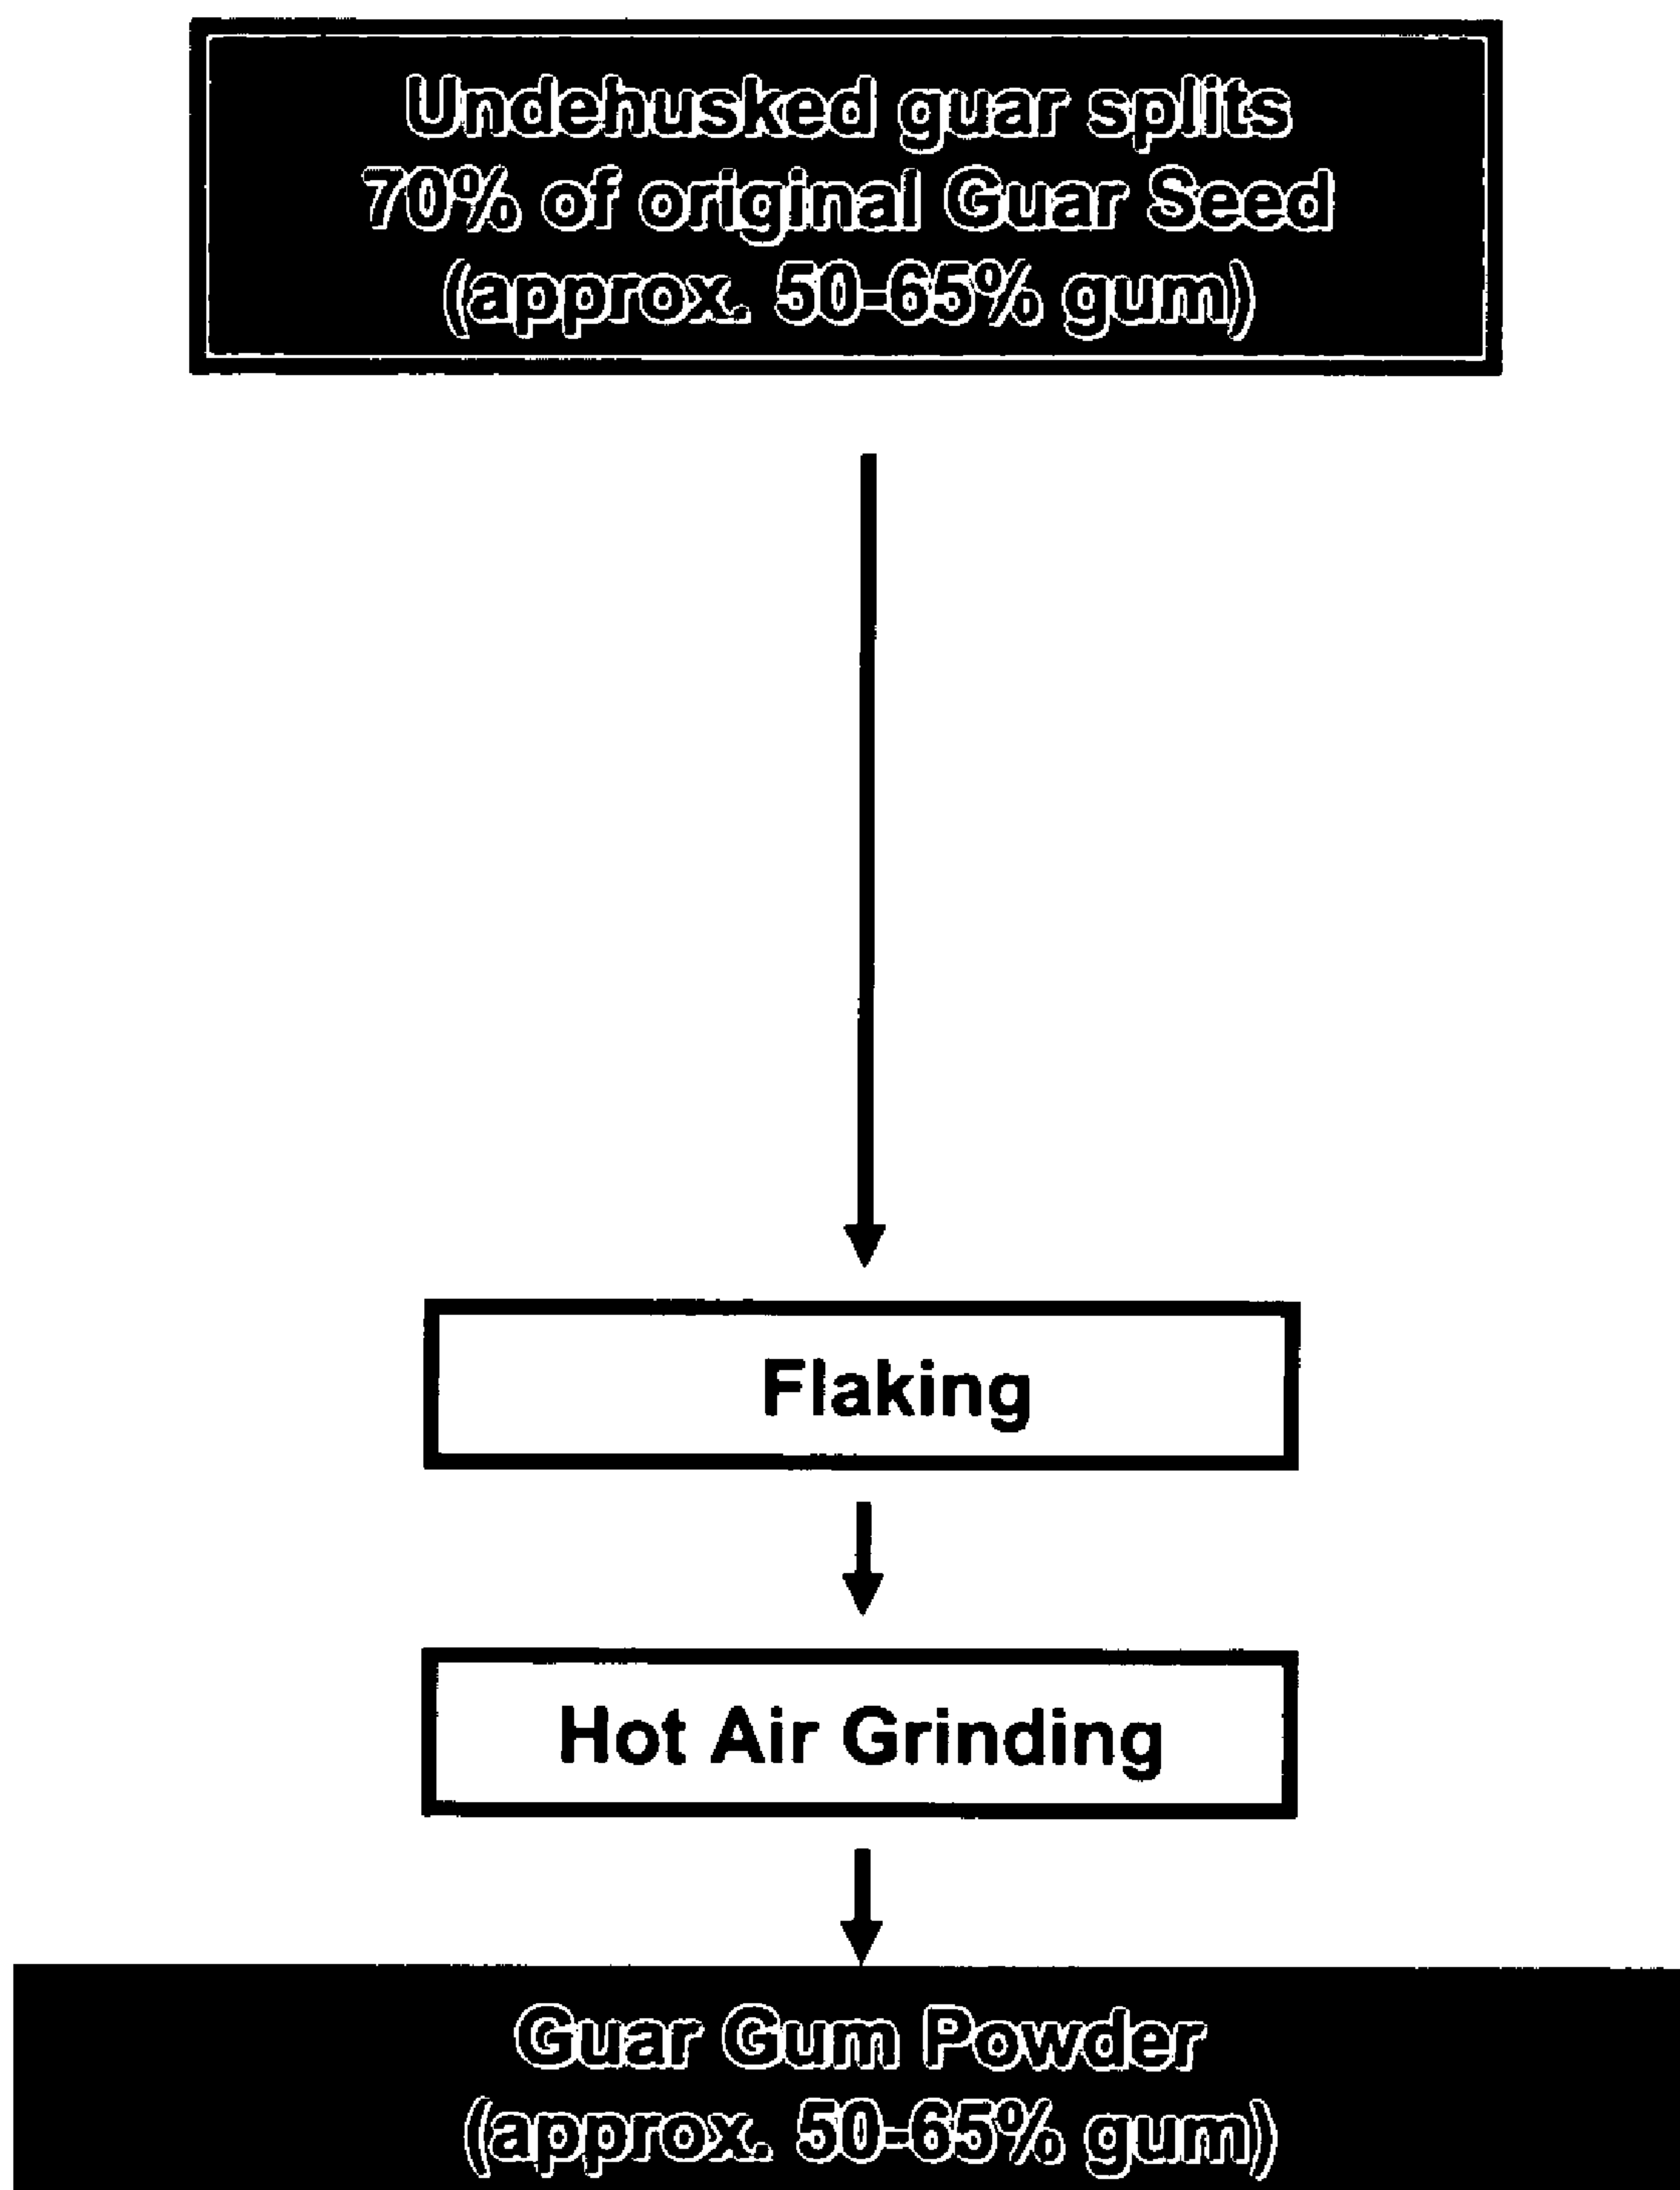 Undehusked guar splits
70% of original Guar Seed
(approx. 50-65% gum)
Flaking
Hot Air Grinding
Guar Gum Powder
(approx. 50-65% gum)